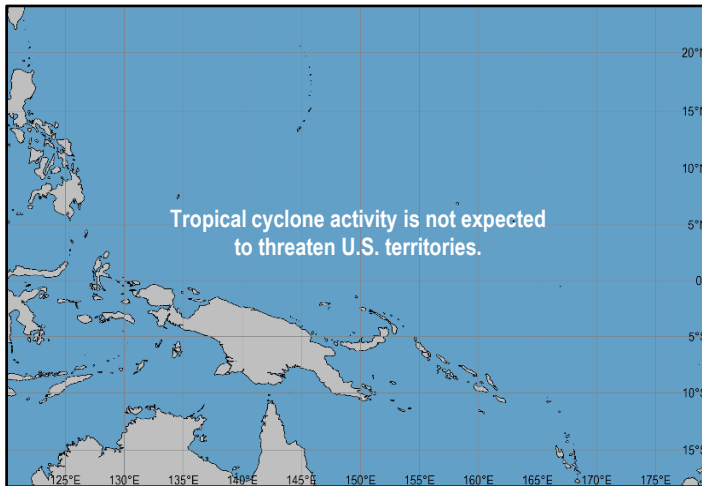 20°N
15°N
10°N
Tropical cyclone activity is not expected
5°N
to threaten U.S. territories.
0°
5°S
10°S
15°S
125°E 130°E 135°E 140°E 145°E 150°E 155°E 160°E 165°E 170°E 175°E